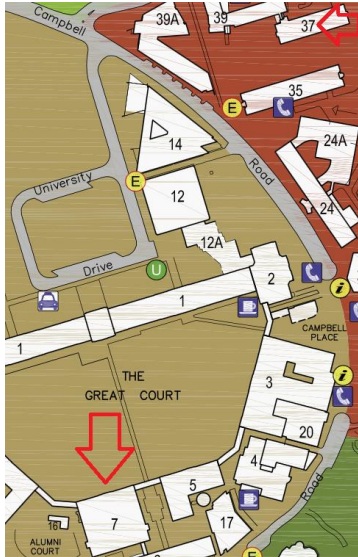 Campbell
39A
39
37
E
35
14
24A
University
E
12
Road
24
12A
Drive
U
2
i
1
1
CAMPBELL
PLACE
THE
GREAT COURT
3
i
20
4
Road
5
7
16
17
ALUMNI
COURT
E